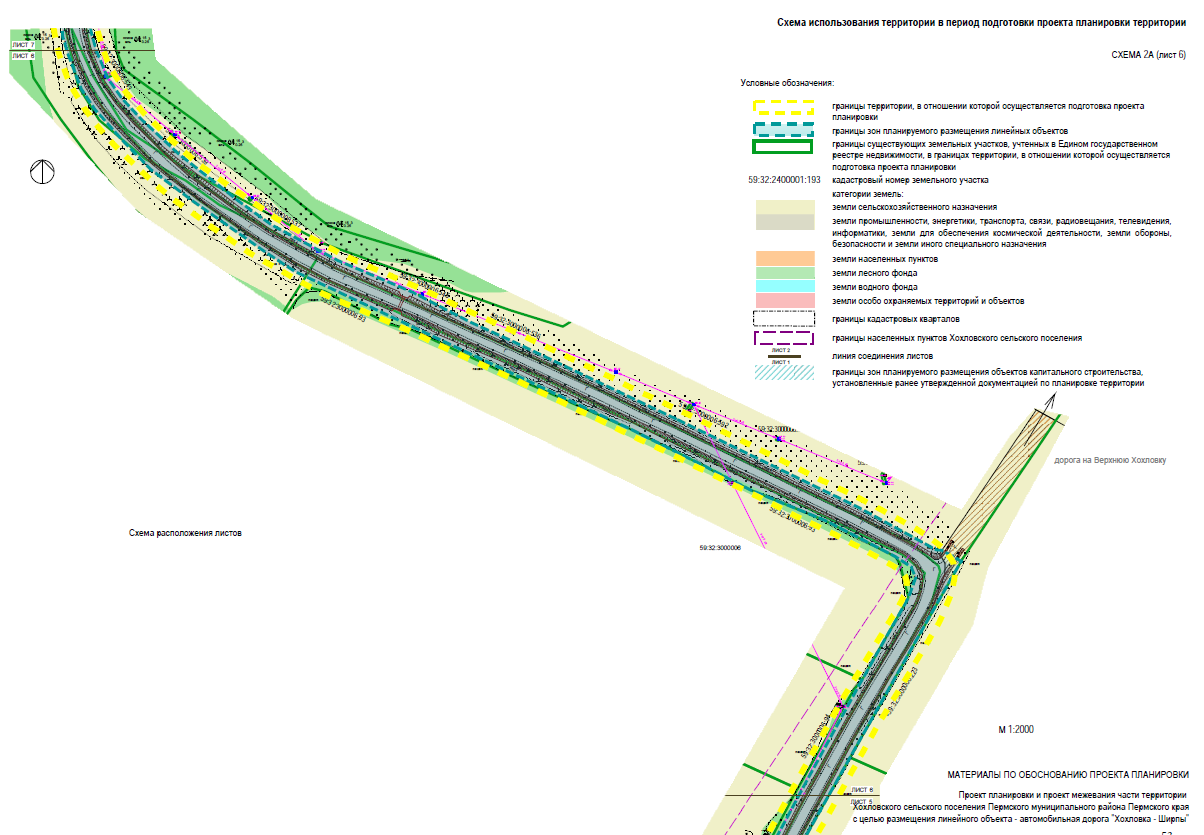 Схема использования территории в период подготовки проекта планировки территории
СХЕМА 2А (лист 6)
ЛИСТ 7
ЛИСТ 6
Условные обозначения:
границы территории, в отношении которой осуществляется подготовка проекта
планировки
границы зон планируемого размещения линейных объектов
границы существующих земельных участков, учтенных в Едином государственном
реестре недвижимости, в границах территории, в отношении которой осуществляется
подготовка проекта планировки
59:32:2400001:193 кадастровый номер земельного участка
категории земель:
земли сельскохозяйственного назначения
земли промышленности, энергетики, транспорта, связи, радиовещания, телевидения,
информатики, земли для обеспечения космической деятельности, земли обороны,
безопасности и земли иного специального назначения
земли населенных пунктов
земли лесного фонда
земли водного фонда
земли особо охраняемых территорий и объектов
границы кадастровых кварталов
границы населенных пунктов Хохловского сельского поселения
ЛИСТ 2
линия соединения листов
ЛИСТ 1
границы зон планируемого размещения объектов капитального строительства,
установленные ранее утвержденной документацией по планировке территории
дорога на Верхнюю Хохловку
Схема расположения листов
59:32:3000006
М 1:2000
МАТЕРИАЛЫ ПО ОБОСНОВАНИЮ ПРОЕКТА ПЛАНИРОВКИ
ЛИСТ 6
ЛИСТ 5
Проект планировки и проект межевания части территории
Хохловского сельского поселения Пермского муниципального района Пермского края
с целью размещения линейного объекта - автомобильная дорога "Хохловка - Ширпы"